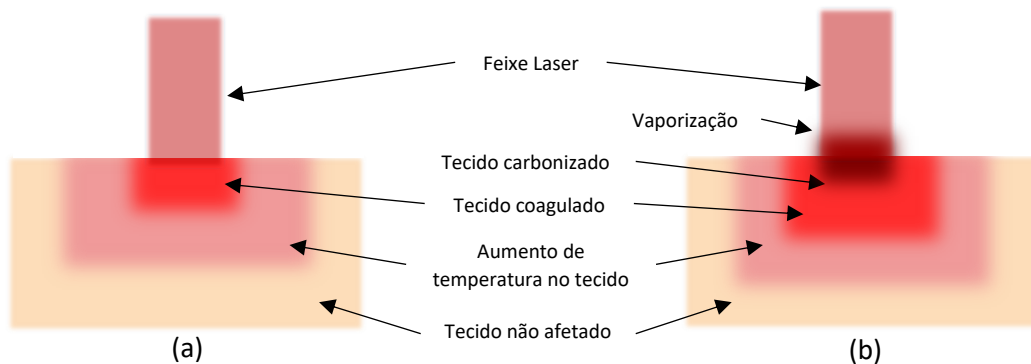 Feixe Laser
Vaporização
Tecido carbonizado
Tecido coagulado
Aumento de
temperatura no tecido
Tecido não afetado
(a)
(b)